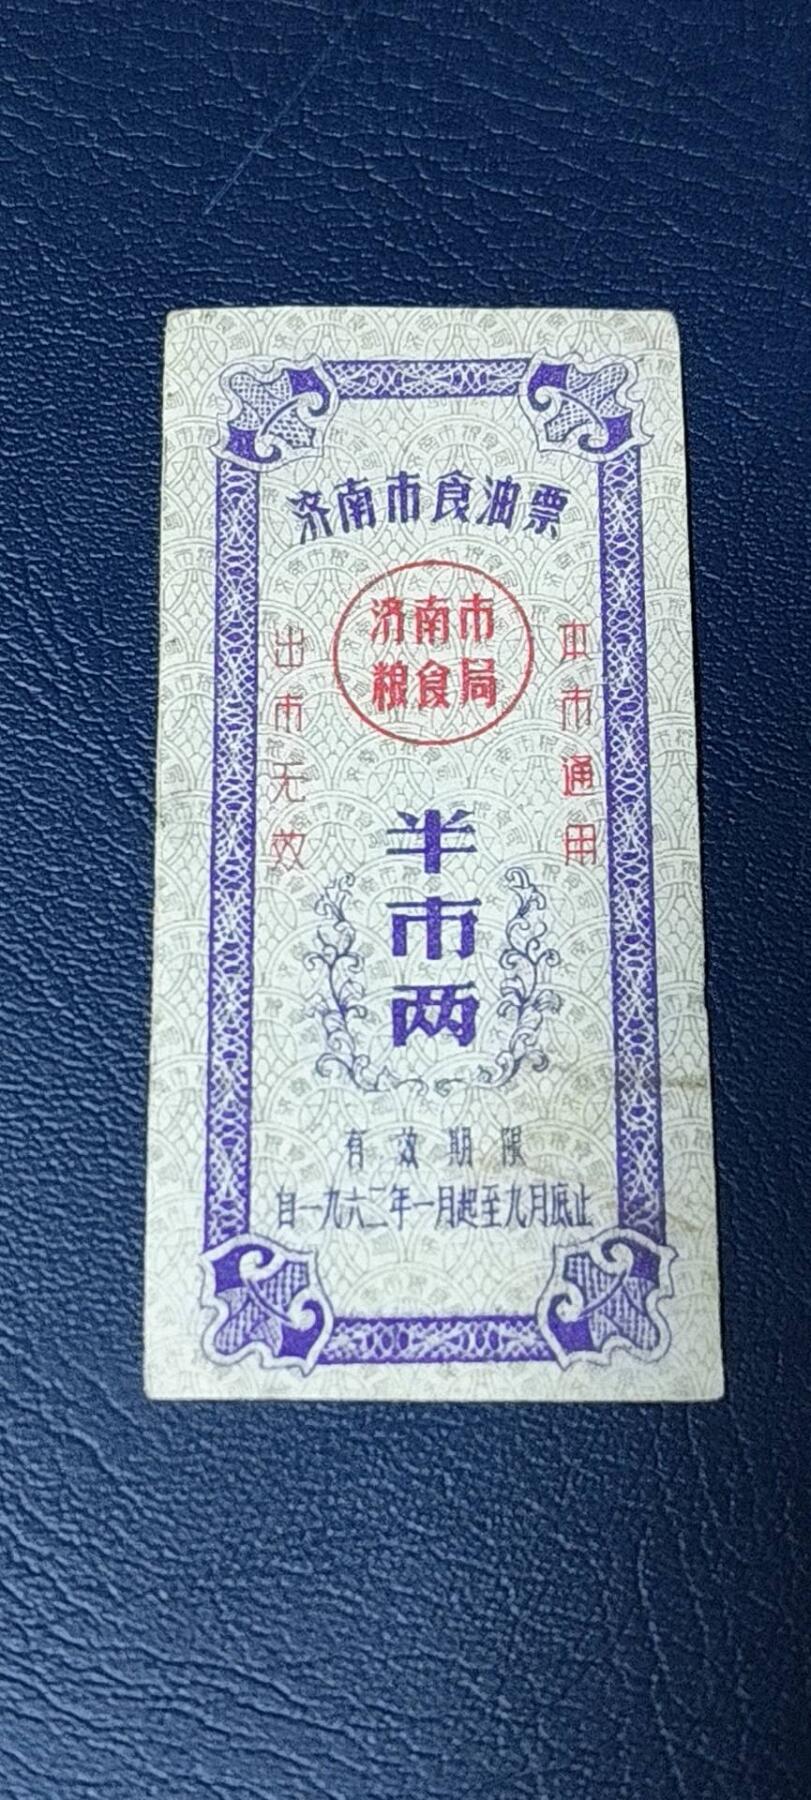 济南市食油票
济南市
粮食局
本市通用
出市无效
半市两
有效期限
自一九六二年一月起至九月底止